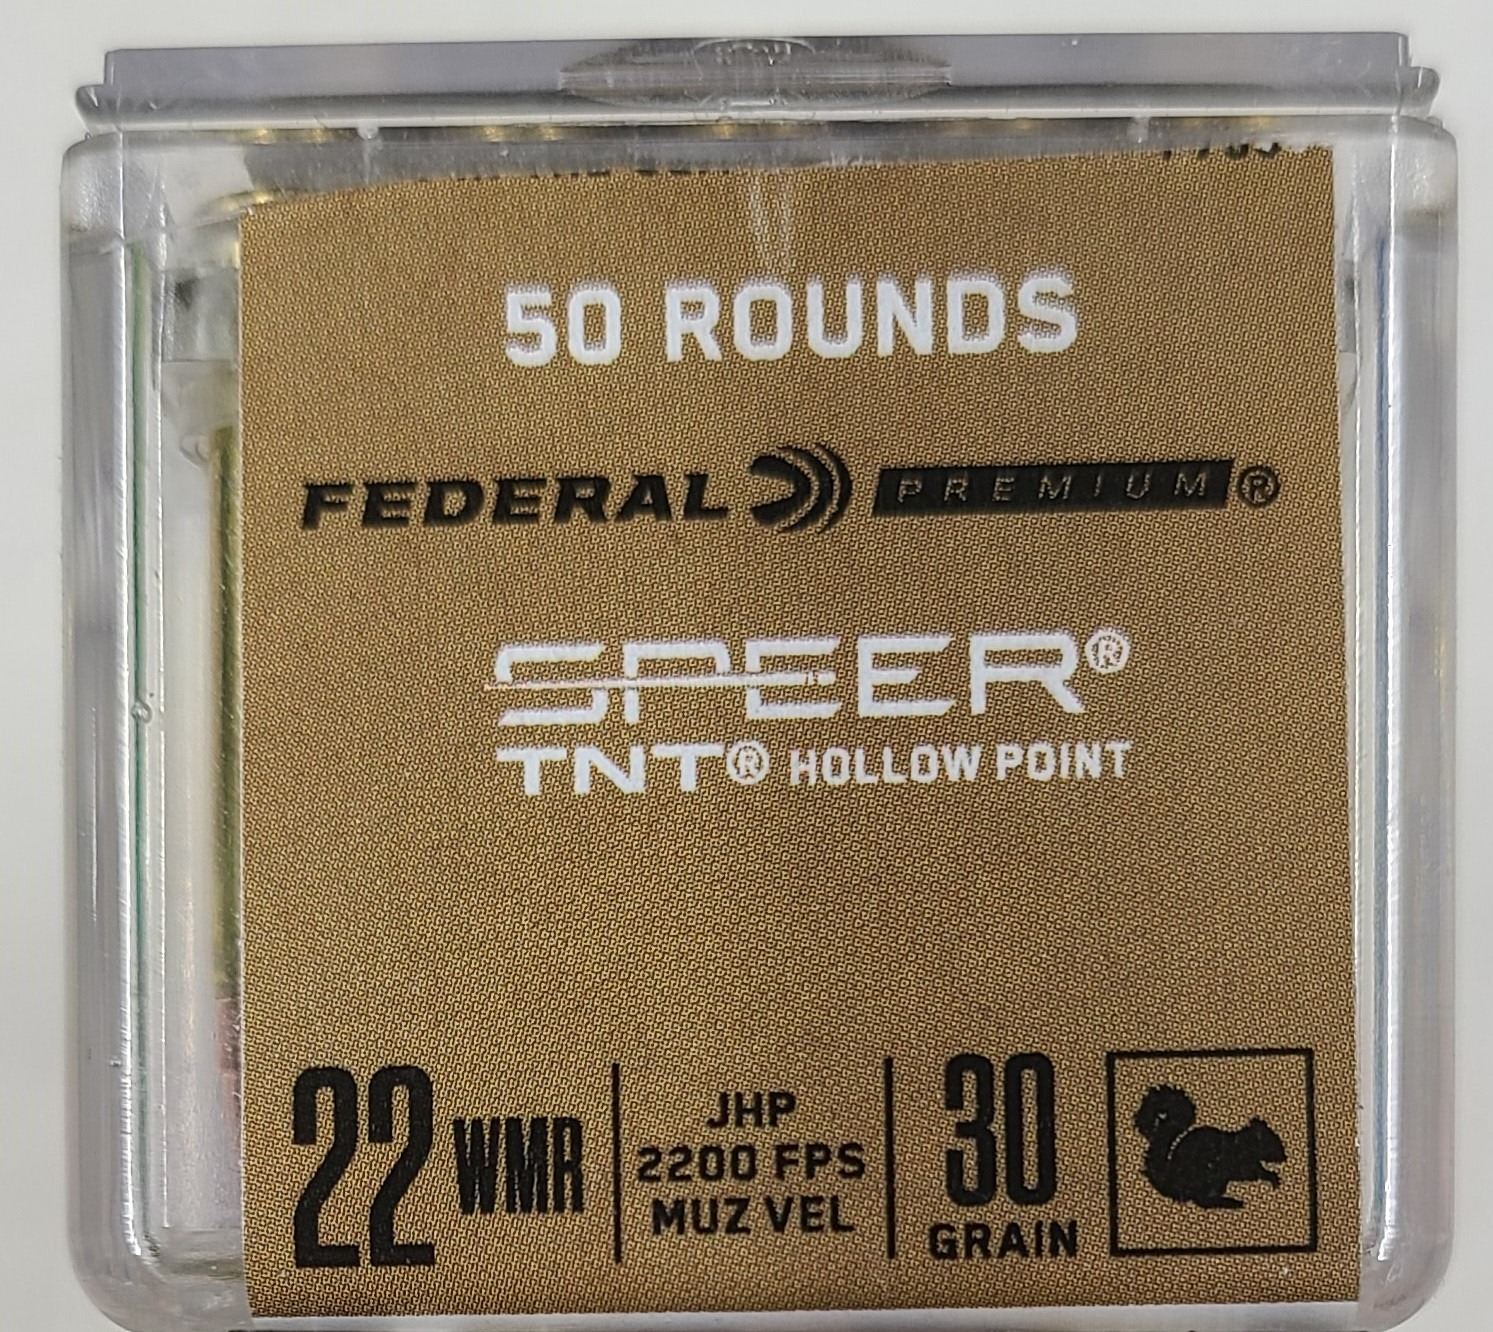 50 ROUNDS
FEDERAL PREMIUM®
SPEER®
TNT® HOLLOW POINT
22 WMR
JHP
2200 FPS
MUZ VEL
30
GRAIN